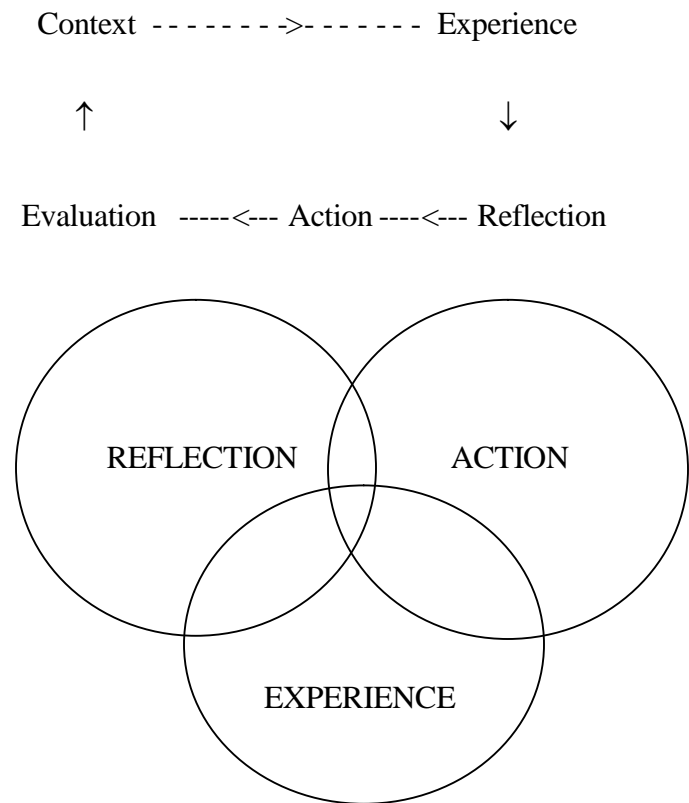 Context - - - - - - - ->- - - - - - - Experience
↑ ↓
Evaluation -----<--- Action ----<--- Reflection
REFLECTION ACTION
EXPERIENCE